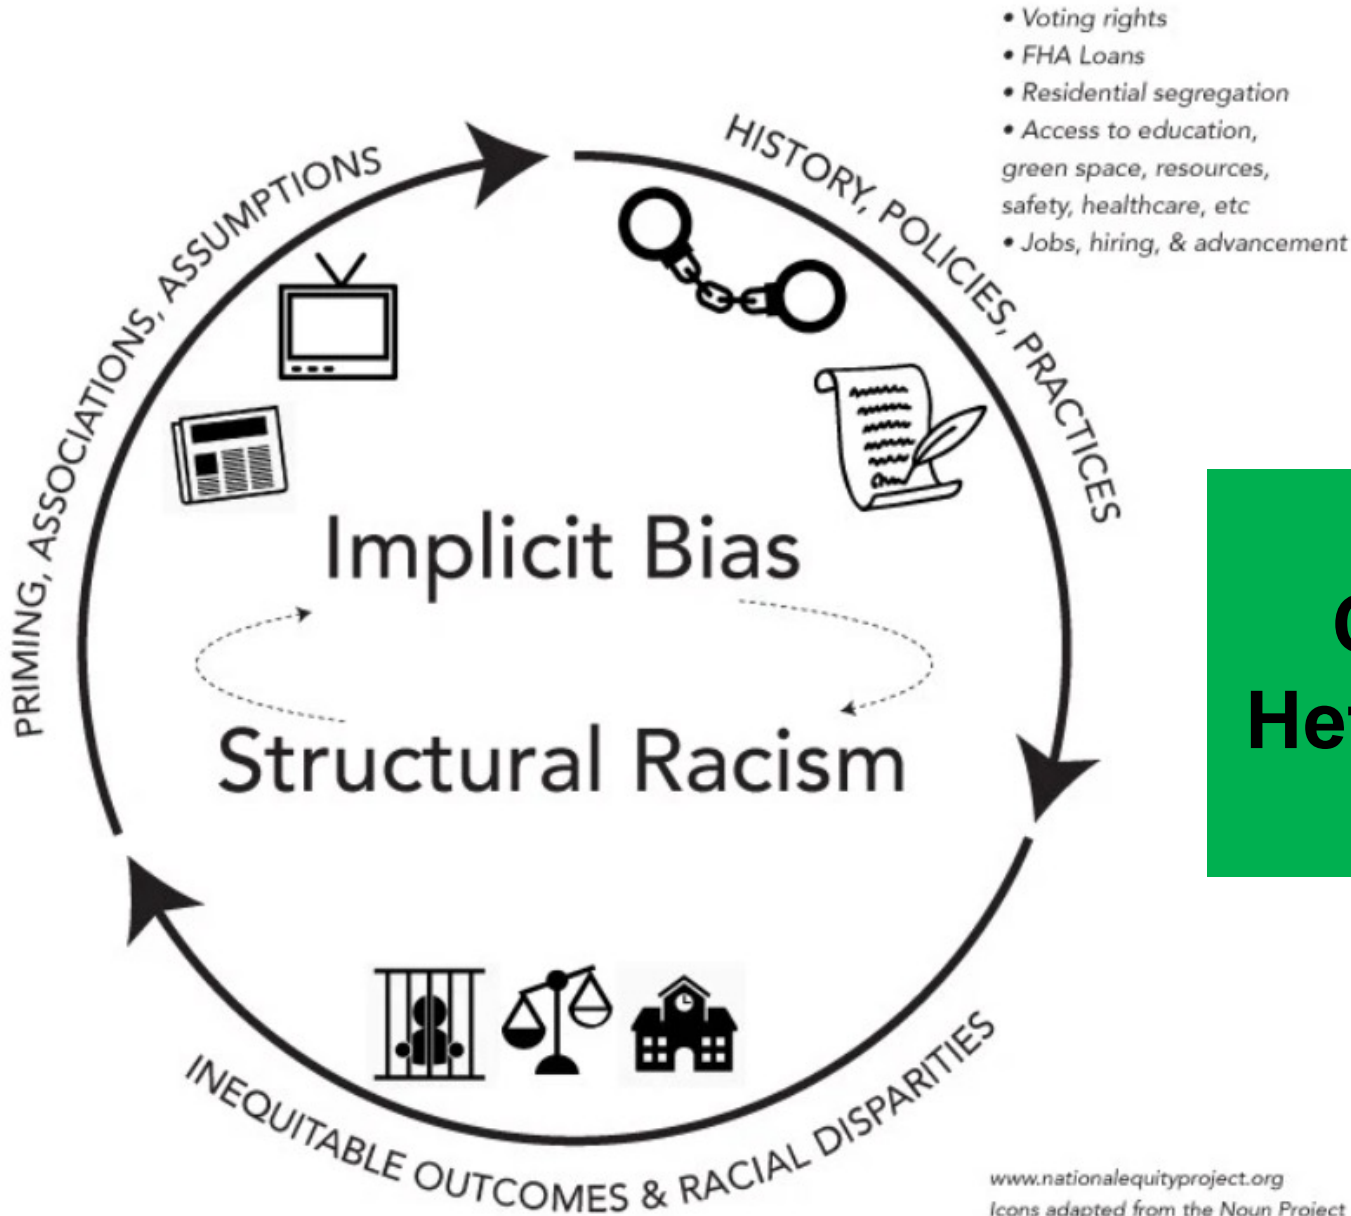 • Voting rights
• FHA Loans
• Residential segregation
• Access to education,
green space, resources,
safety, healthcare, etc
• Jobs, hiring, & advancement
PRIMING, ASSOCIATIONS, ASSUMPTIONS
HISTORY, POLICIES, PRACTICES
Implicit Bias
Structural Racism
INEQUITABLE OUTCOMES & RACIAL DISPARITIES
www.nationalequityproject.org
Icons adapted from the Noun Project